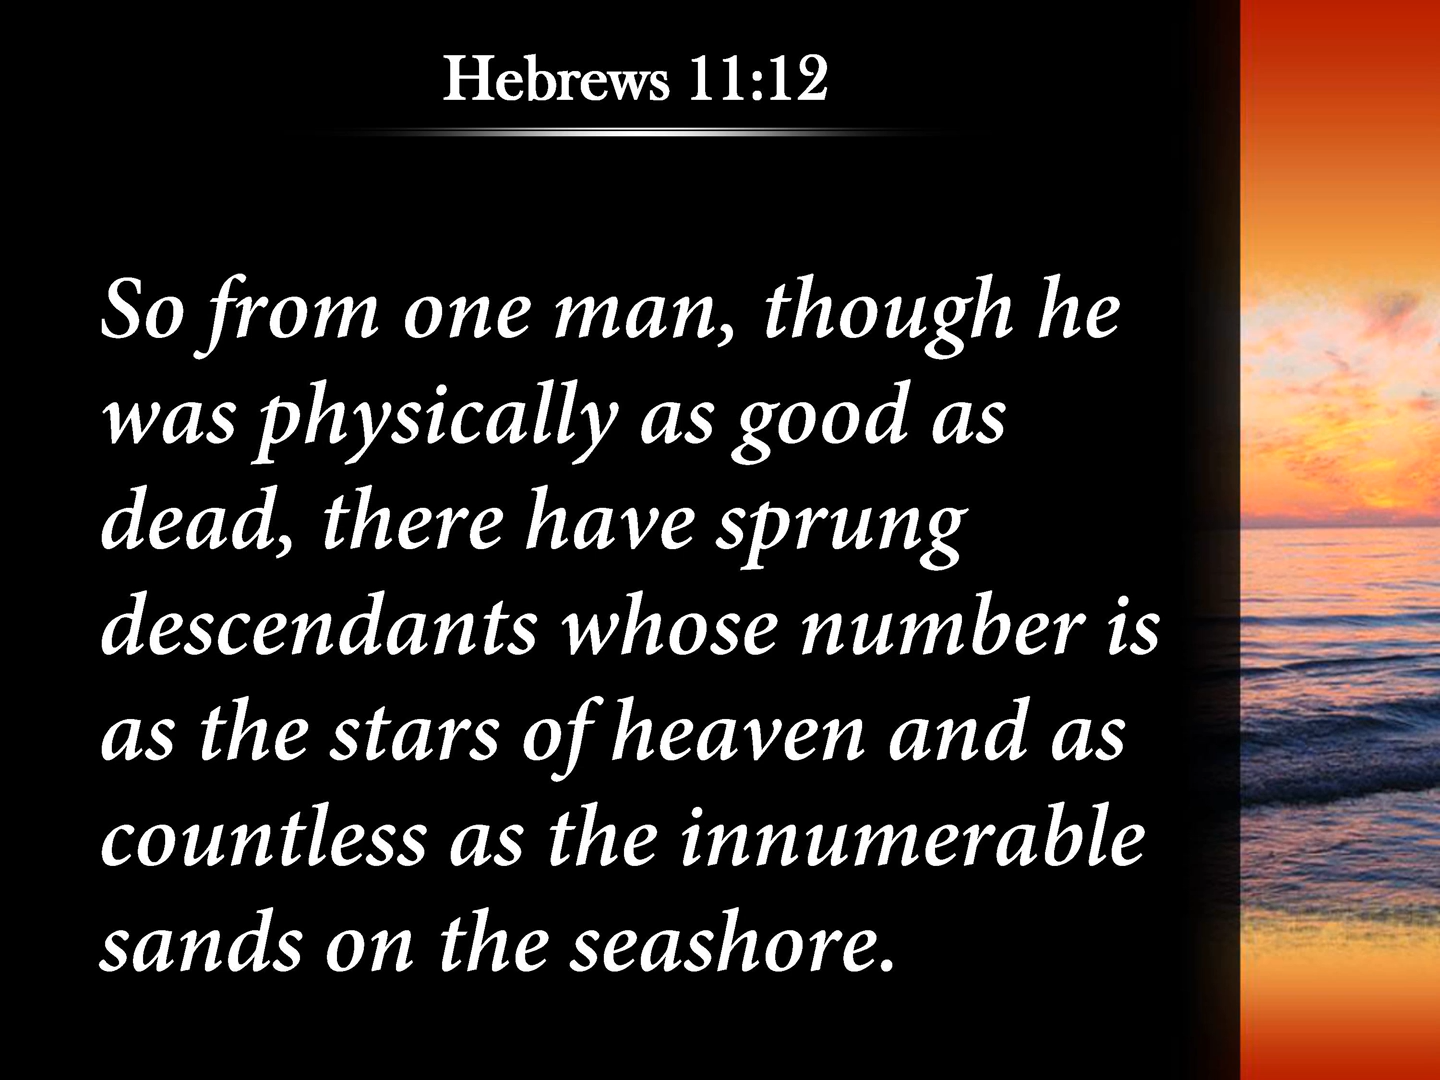 Hebrews 11:12
So from one man, though he
was physically as good as
dead, there have sprung
descendants whose number is
as the stars of heaven and as
countless as the innumerable
sands on the seashore.